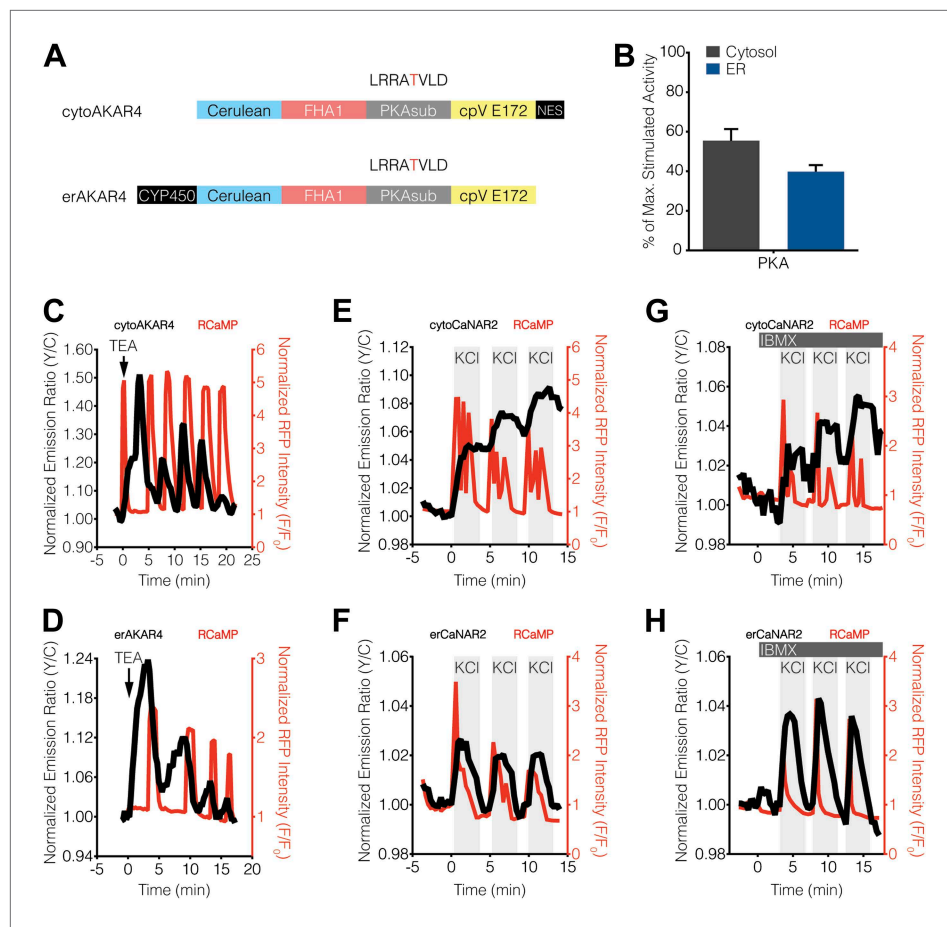 A
LRRATVLD
cytoAKAR4 Cerulean FHA1 PKAsub cpV E172 NES
LRRATVLD
erAKAR4 CYP450 Cerulean FHA1 PKAsub cpV E172
B
Cytosol
ER
% of Max. Stimulated Activity
100
80
60
40
20
0
PKA
C
cytoAKAR4 RCaMP
TEA
Normalized Emission Ratio (Y/C)
1.60
1.50
1.40
1.30
1.20
1.10
1.00
0.90
Normalized RFP Intensity (F/F0)
6
5
4
3
2
1
0
-5 0 5 10 15 20 25
Time (min)
E
cytoCaNAR2 RCaMP
KCl KCl KCl
Normalized Emission Ratio (Y/C)
1.12
1.10
1.08
1.06
1.04
1.02
1.00
0.98
Normalized RFP Intensity (F/F0)
6
5
4
3
2
1
0
-5 0 5 10 15
Time (min)
G
cytoCaNAR2 RCaMP
IBMX
KCl KCl KCl
Normalized Emission Ratio (Y/C)
1.08
1.06
1.04
1.02
1.00
0.98
Normalized RFP Intensity (F/F0)
4
3
2
1
0
-5 0 5 10 15
Time (min)
D
erAKAR4 RCaMP
TEA
Normalized Emission Ratio (Y/C)
1.24
1.18
1.12
1.06
1.00
0.94
Normalized RFP Intensity (F/F0)
3
2
1
-5 0 5 10 15 20
Time (min)
F
erCaNAR2 RCaMP
KCl KCl KCl
Normalized Emission Ratio (Y/C)
1.06
1.04
1.02
1.00
0.98
Normalized RFP Intensity (F/F0)
4
3
2
1
0
-5 0 5 10 15
Time (min)
H
erCaNAR2 RCaMP
IBMX
KCl KCl KCl
Normalized Emission Ratio (Y/C)
1.06
1.04
1.02
1.00
0.98
Normalized RFP Intensity (F/F0)
4
3
2
1
0
-5 0 5 10 15
Time (min)